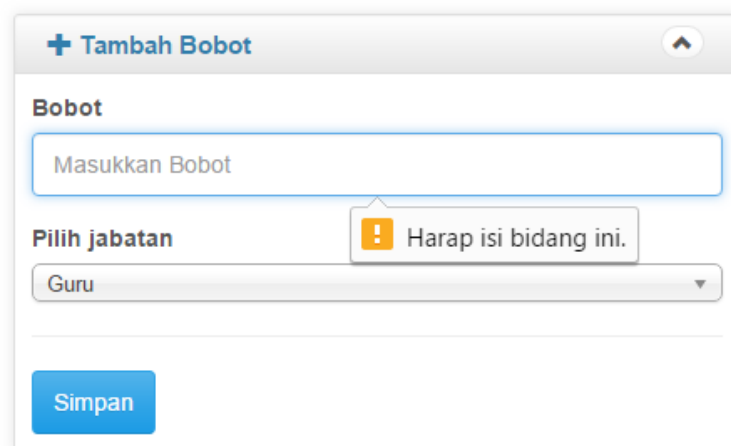 Tambah Bobot
Bobot
Masukkan Bobot
Harap isi bidang ini.
Pilih jabatan
Guru
Simpan